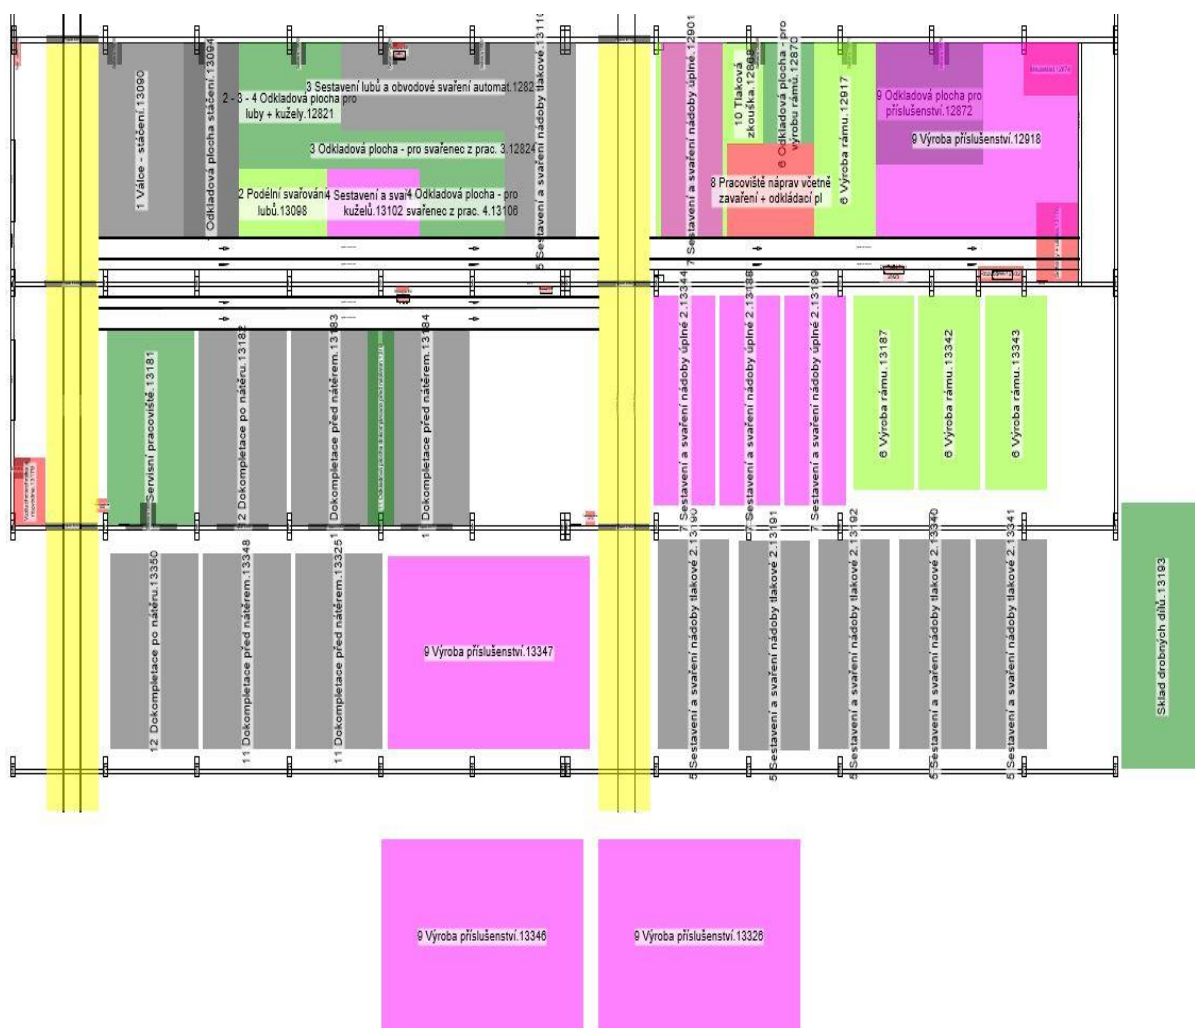 1 Válce - stáčení.13090
Odkládová plocha stáčení.13094
2 - 3 - 4 Odkladová plocha pro
luby + kužely.12821
3 Sestavení lubů a obvodové svaření automat.1282
3 Odkladová plocha - pro svařenec z prac. 3.12824
2 Podélní svařování
lubů.13098
4 Sestavení a svař
kuželů.13102
4 Odkladová plocha - pro
svařenec z prac. 4.13106
5 Sestavení a svaření nádoby tlakové.13110
7 Sestavení a svaření nádoby úplné.12901
10 Tlaková
zkouška.12868
6 Odkladová plocha - pro
výrobu rámů.12870
8 Pracoviště náprav včetně
zavaření + odkládací pl
6 Výroba rámu.12917
9 Odkladová plocha pro
příslušenství.12872
9 Výroba příslušenství.12918
Servisní pracoviště.13181
12 Dokompletace po nátěru.13182
1 Dokompletace před nátěrem.13183
1 Dokompletace před nátěrem.13184
7 Sestavení a svaření nádoby úplné 2.13344
7 Sestavení a svaření nádoby úplné 2.13188
7 Sestavení a svaření nádoby úplné 2.13189
6 Výroba rámu.13187
6 Výroba rámu.13342
6 Výroba rámu.13343
12 Dokompletace po nátěru.13350
11 Dokompletace před nátěrem.13348
11 Dokompletace před nátěrem.13325
9 Výroba příslušenství.13347
5 Sestavení a svaření nádoby tlakové 2.13190
5 Sestavení a svaření nádoby tlakové 2.13191
5 Sestavení a svaření nádoby tlakové 2.13192
5 Sestavení a svaření nádoby tlakové 2.13340
5 Sestavení a svaření nádoby tlakové 2.13341
Sklad drobných dílů.13193
9 Výroba příslušenství.13346
9 Výroba příslušenství.13326